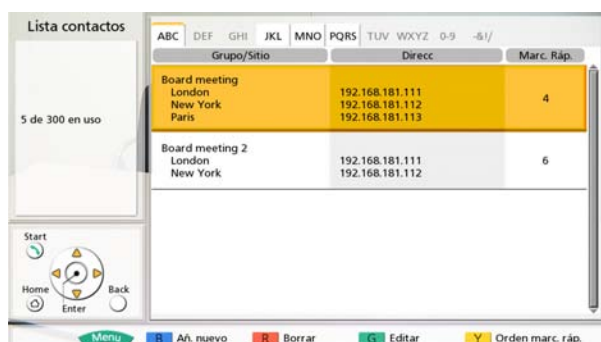 Lista contactos
ABC DEF GHI JKL MNO PQRS TUV WXYZ 0-9 -&!/
Grupo/Sitio Direcc Marc. Ráp.
Board meeting
London 192.168.181.111
New York 192.168.181.112 4
Paris 192.168.181.113
5 de 300 en uso
Board meeting 2
London 192.168.181.111 6
New York 192.168.181.112
Start
Home Back
Enter
Menu B Añ. nuevo R Borrar G Editar Y Orden marc. ráp.